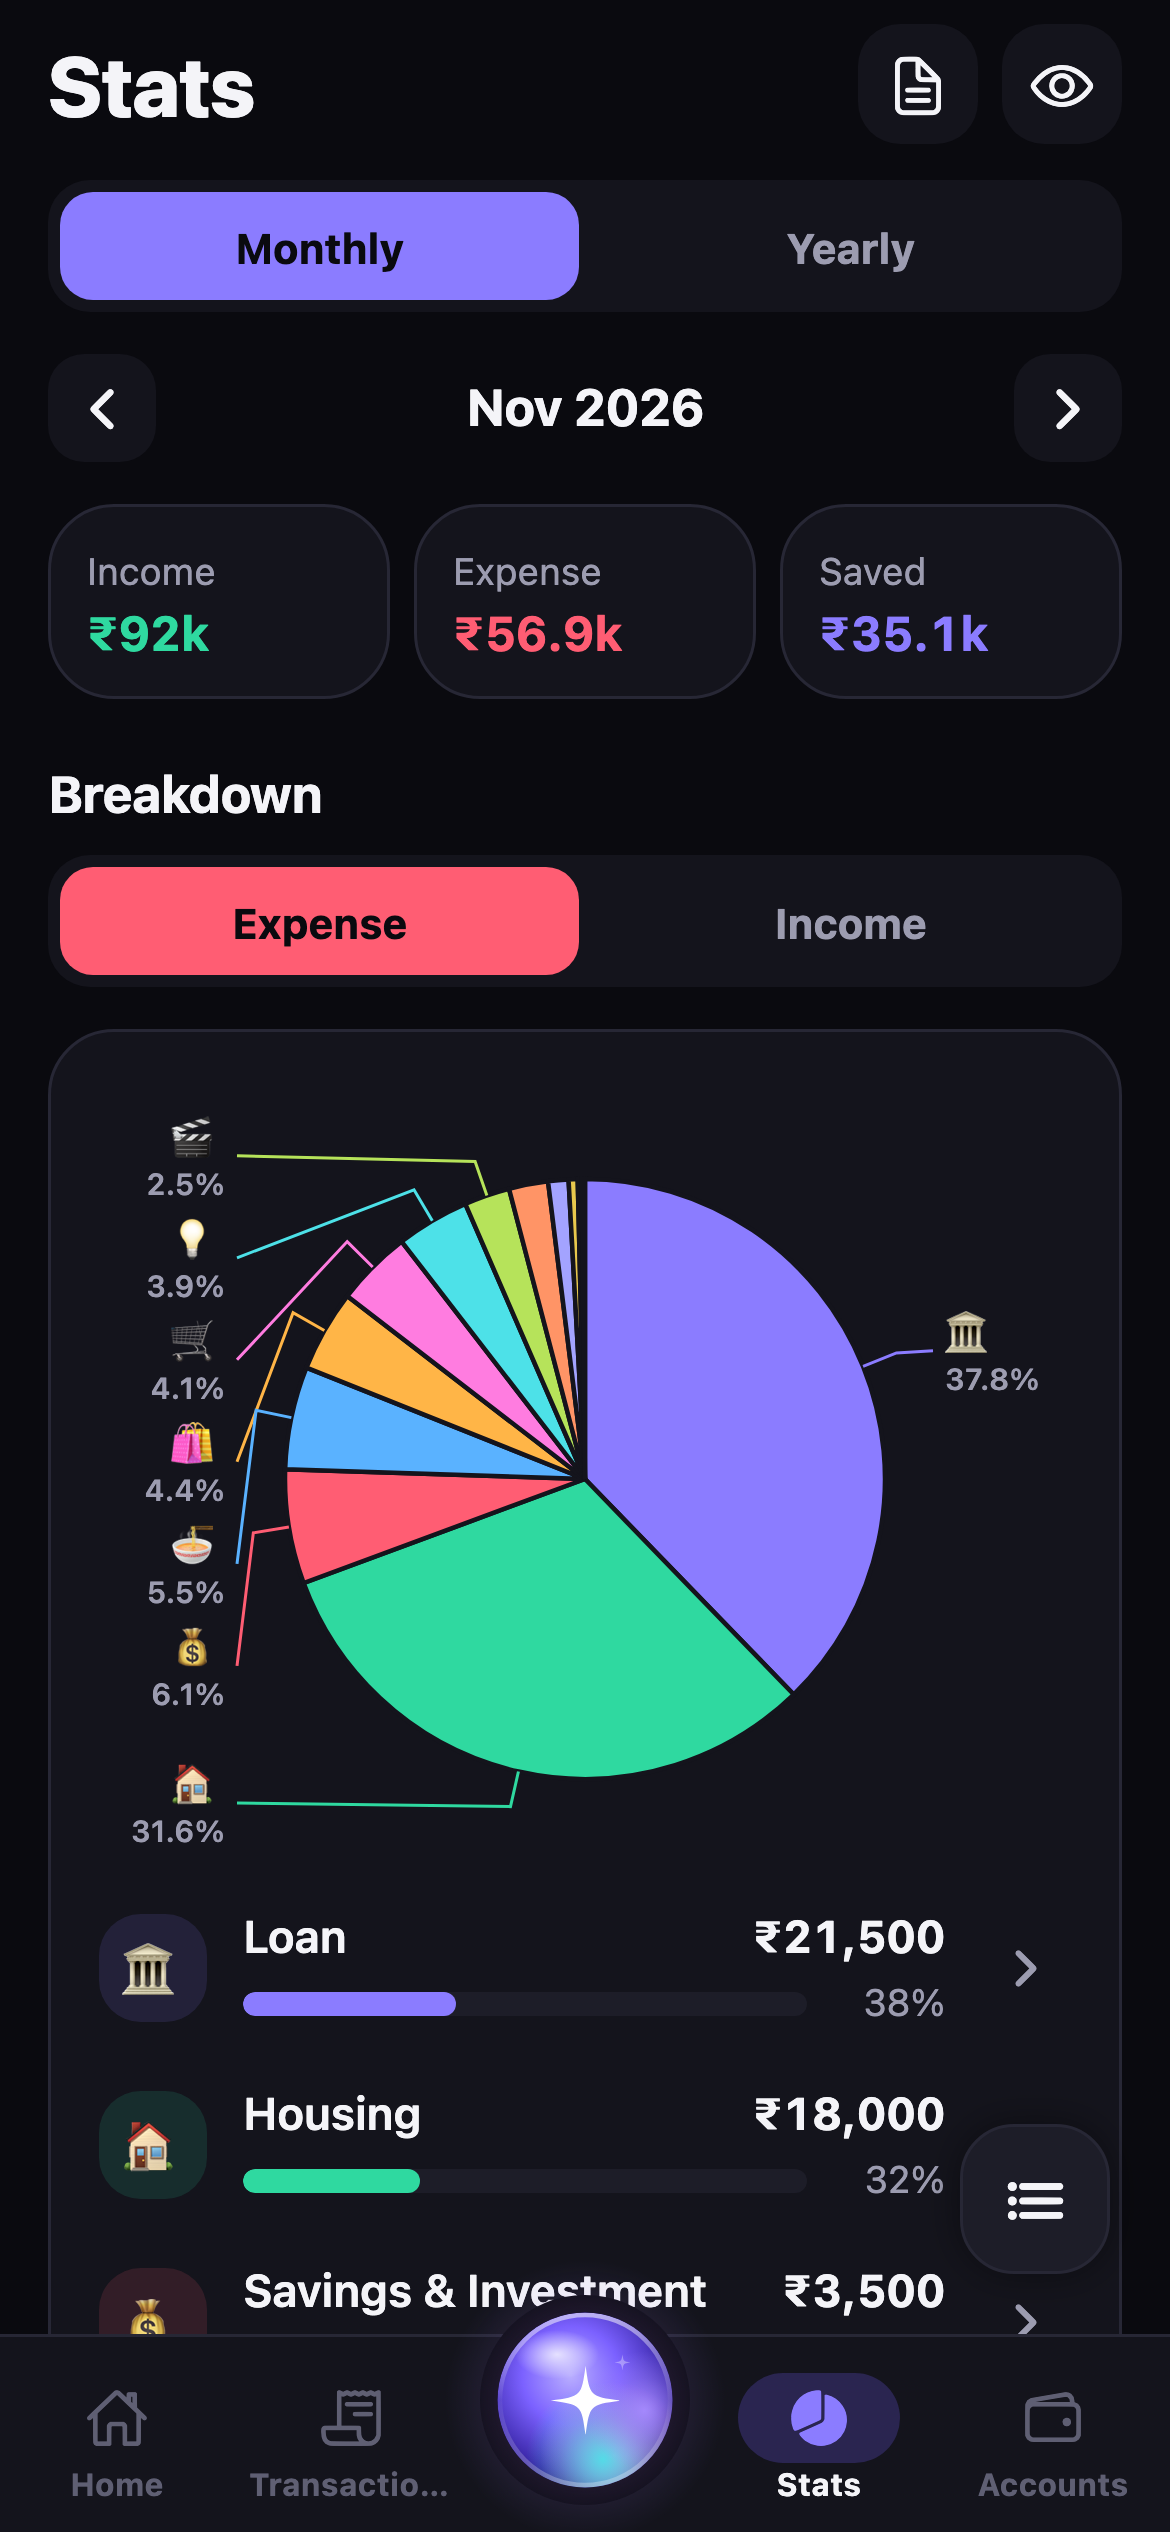 Stats
Monthly
Yearly
Nov 2026
Income
₹92k
Expense
₹56.9k
Saved
₹35.1k
Breakdown
Expense
Income
2.5%
3.9%
4.1%
4.4%
5.5%
6.1%
31.6%
37.8%
Loan
₹21,500
38%
Housing
₹18,000
32%
Savings & Investment
₹3,500
Home
Transactio...
Stats
Accounts